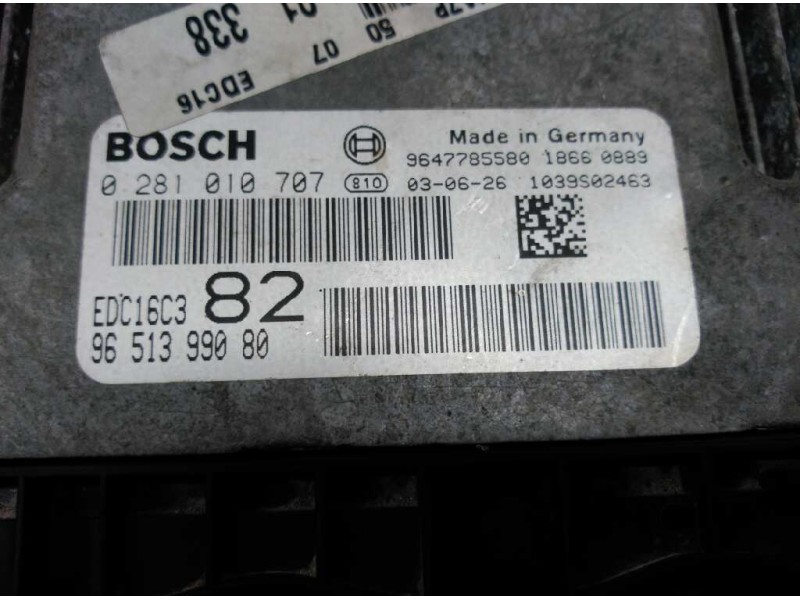 338
50 07
EDC16
BOSCH
Made in Germany
9647785580 1866 0889
0 281 010 707 810 03-06-26 1039S02463
EDC16C3 82
96 513 990 80